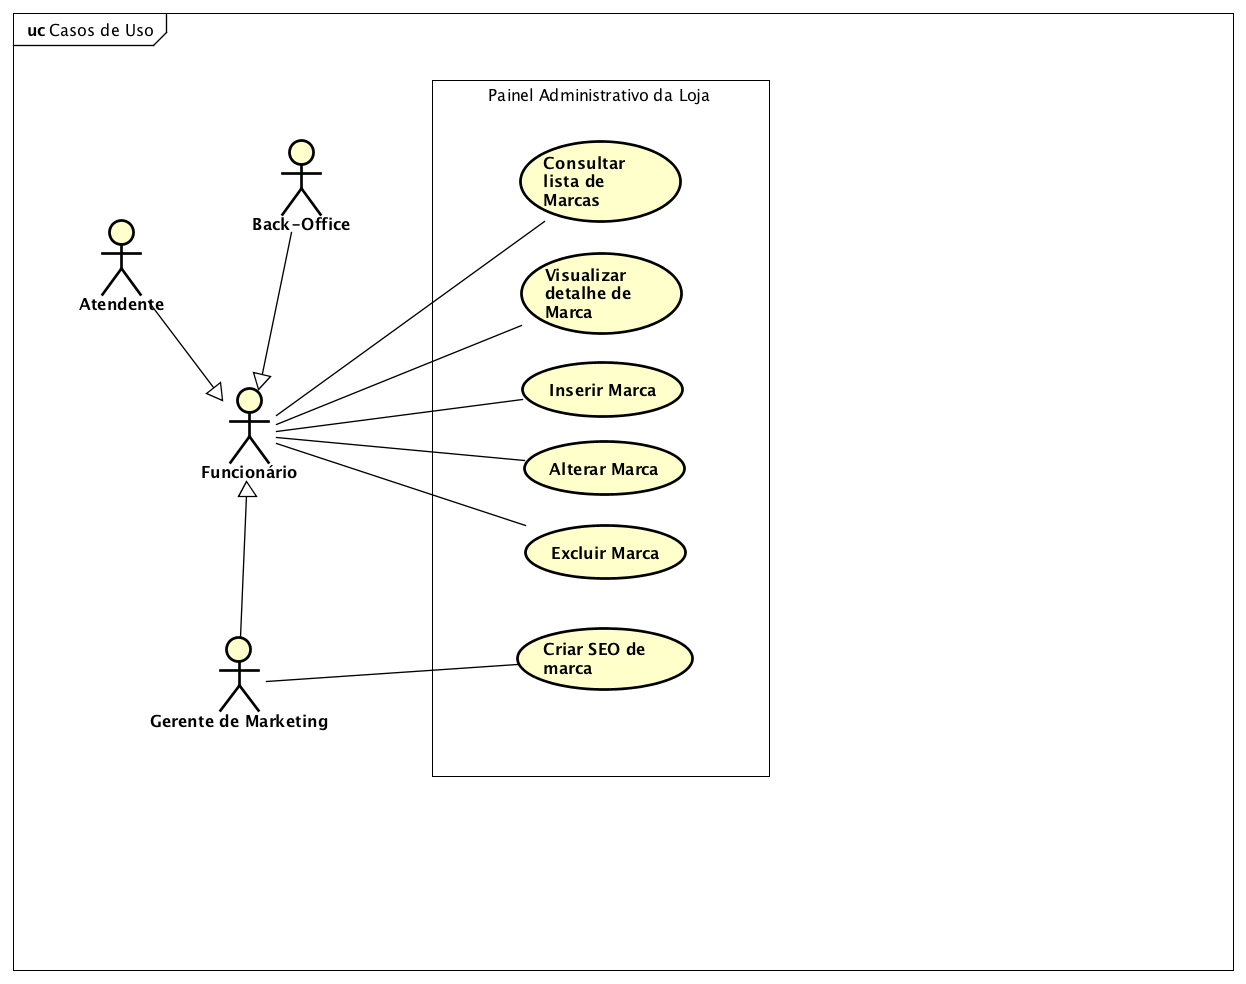 uc Casos de Uso
Painel Administrativo da Loja
Consultar
lista de
Marcas
Back-Office
Visualizar
detalhe de
Marca
Atendente
Inserir Marca
Alterar Marca
Funcionário
Excluir Marca
Criar SEO de
marca
Gerente de Marketing